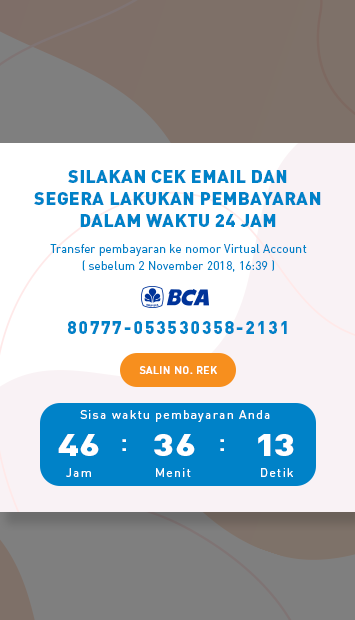 SILAKAN CEK EMAIL DAN
SEGERA LAKUKAN PEMBAYARAN
DALAM WAKTU 24 JAM
Transfer pembayaran ke nomor Virtual Account
( sebelum 2 November 2018, 16:39 )
BCA
80777-053530358-2131
SALIN NO. REK
Sisa waktu pembayaran Anda
46 : 36 : 13
Jam Menit Detik